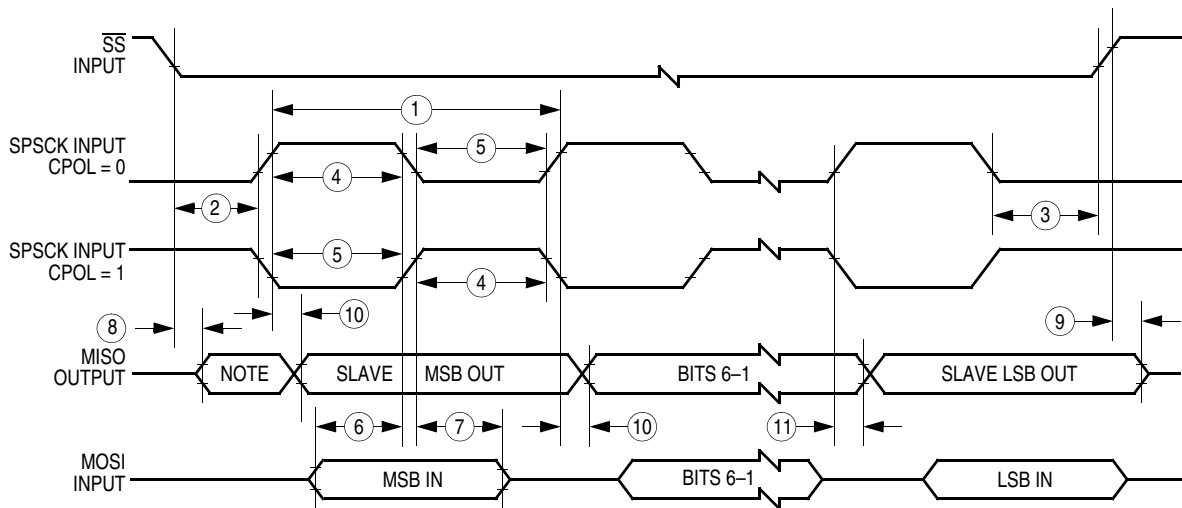 SS
INPUT
1
SPSCK INPUT
CPOL = 0
5
4
2
3
SPSCK INPUT
CPOL = 1
5
4
8
10
9
MISO
OUTPUT
NOTE
SLAVE MSB OUT
BITS 6–1
SLAVE LSB OUT
6
7
10
11
MOSI
INPUT
MSB IN
BITS 6–1
LSB IN